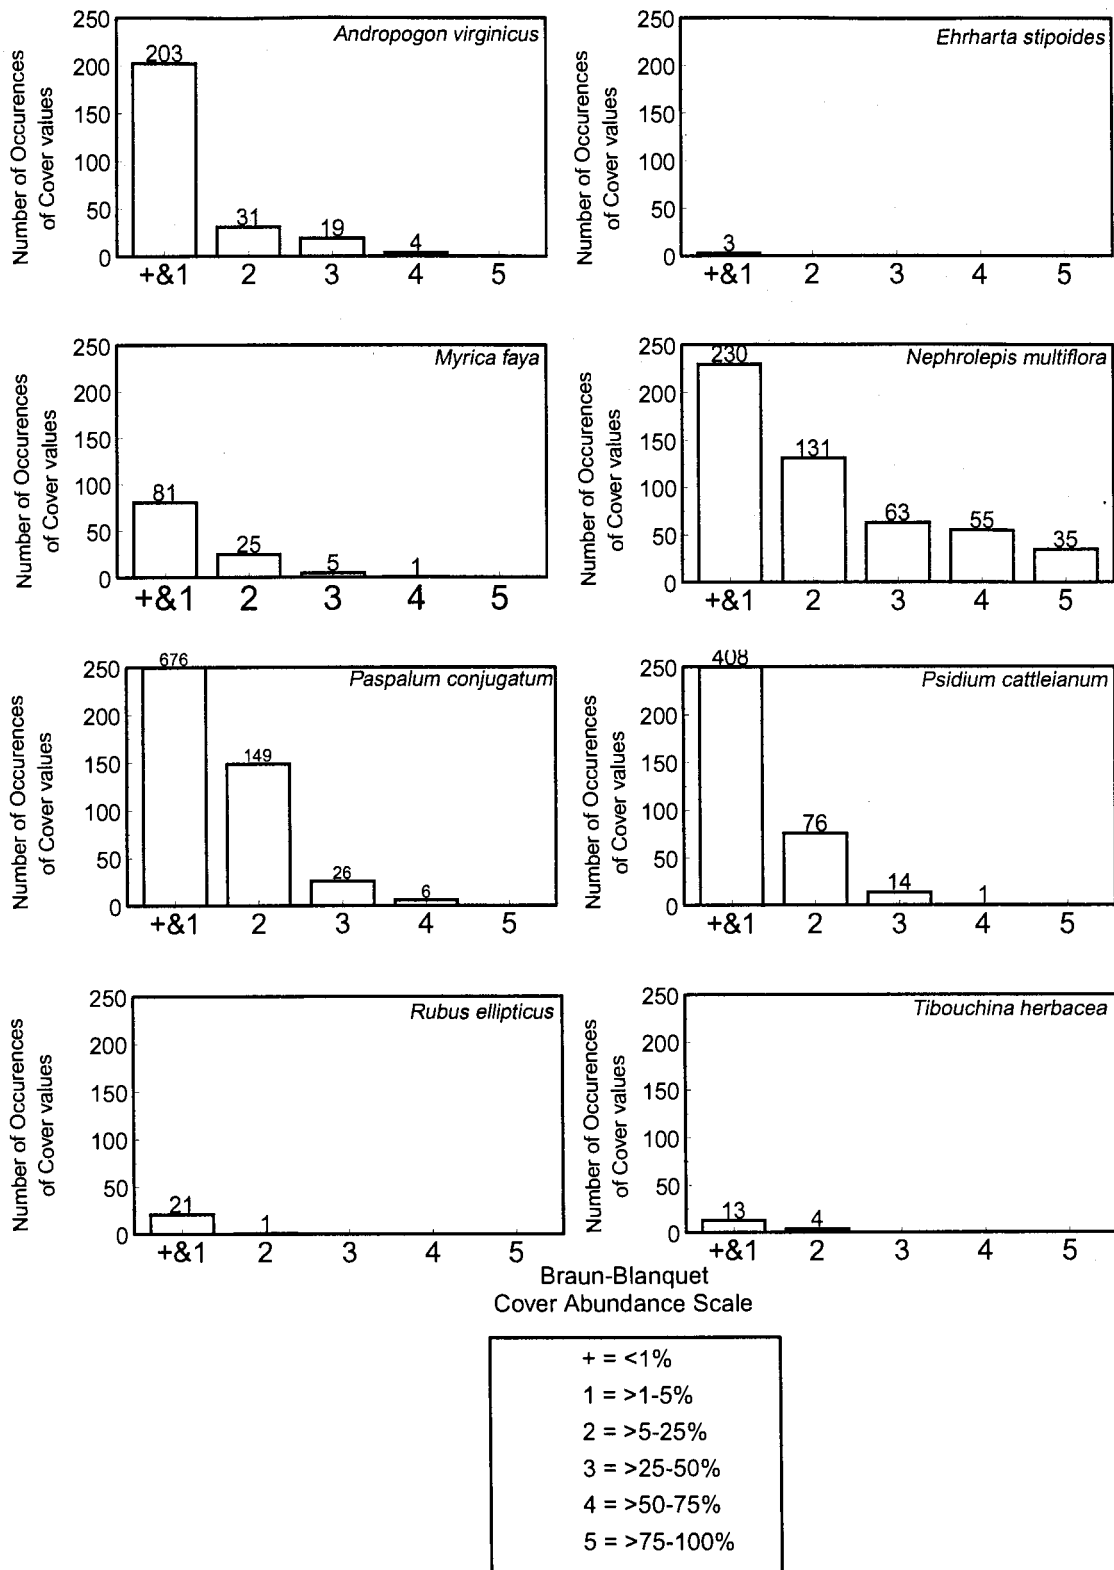 Number of Occurences
of Cover values
250
200
150
100
50
0
Andropogon virginicus
203
31
19
4
+&1 2 3 4 5
Number of Occurences
of Cover values
250
200
150
100
50
0
Ehrharta stipoides
3
+&1 2 3 4 5
Number of Occurences
of Cover values
250
200
150
100
50
0
Myrica faya
81
25
5
1
+&1 2 3 4 5
Number of Occurences
of Cover values
250
200
150
100
50
0
Nephrolepis multiflora
230
131
63
55
35
+&1 2 3 4 5
Number of Occurences
of Cover values
250
200
150
100
50
0
Paspalum conjugatum
676
149
26
6
+&1 2 3 4 5
Number of Occurences
of Cover values
250
200
150
100
50
0
Psidium cattleianum
408
76
14
1
+&1 2 3 4 5
Number of Occurences
of Cover values
250
200
150
100
50
0
Rubus ellipticus
21
1
+&1 2 3 4 5
Number of Occurences
of Cover values
250
200
150
100
50
0
Tibouchina herbacea
13
4
+&1 2 3 4 5
Braun-Blanquet
Cover Abundance Scale
+ = <1%
1 = >1-5%
2 = >5-25%
3 = >25-50%
4 = >50-75%
5 = >75-100%